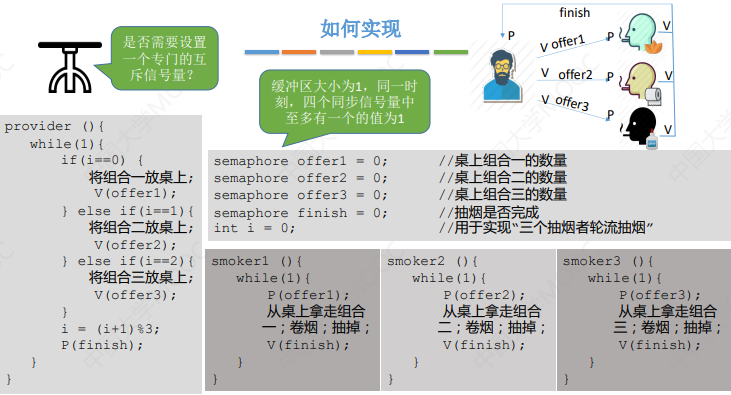 如何实现
是否需要设置
一个专门的互
斥信号量？
缓冲区大小为1，同一时
刻，四个同步信号量中
至多有一个的值为1
finish
P
V
V offer1
P
V offer2
P
V
V offer3
P
V
provider (){
while(1){
if(i==0) {
将组合一放桌上;
V(offer1);
} else if(i==1){
将组合二放桌上;
V(offer2);
} else if(i==2){
将组合三放桌上;
V(offer3);
}
i = (i+1)%3;
P(finish);
}
}
semaphore offer1 = 0; //桌上组合一的数量
semaphore offer2 = 0; //桌上组合二的数量
semaphore offer3 = 0; //桌上组合三的数量
semaphore finish = 0; //抽烟是否完成
int i = 0; //用于实现“三个抽烟者轮流抽烟”
smoker1 (){
while(1){
P(offer1);
从桌上拿走组合
一；卷烟；抽掉；
V(finish);
}
}
smoker2 (){
while(1){
P(offer2);
从桌上拿走组合
二；卷烟；抽掉；
V(finish);
}
}
smoker3 (){
while(1){
P(offer3);
从桌上拿走组合
三；卷烟；抽掉；
V(finish);
}
}